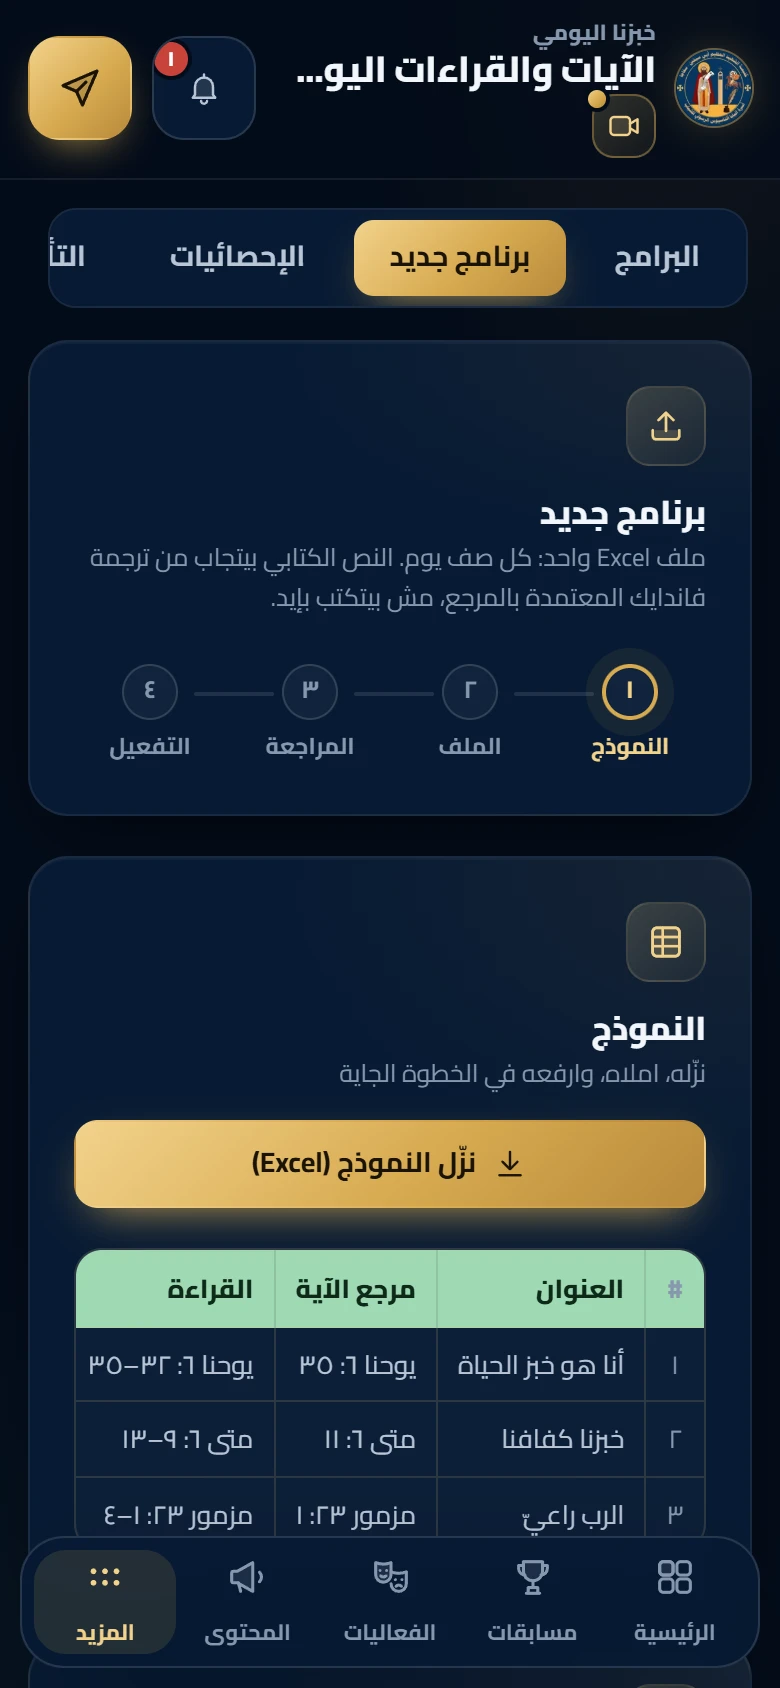 خبزنا اليومي
الآيات والقراءات اليو...
١
البرامج
برنامج جديد
الإحصائيات
التأ
برنامج جديد
ملف Excel واحد: كل صف يوم. النص الكتابي بيتجاب من ترجمة
فاندايك المعتمدة بالمرجع، مش بيتكتب بإيد.
١ ٢ ٣ ٤
النموذج الملف المراجعة التفعيل
النموذج
نزّله، املاه، وارفعه في الخطوة الجاية
نزّل النموذج (Excel)
# العنوان مرجع الآية القراءة
١ أنا هو خبز الحياة يوحنا ٦: ٣٥ يوحنا ٦: ٣٢–٣٥
٢ خبزنا كفافنا متى ٦: ١١ متى ٦: ٩–١٣
٣ الرب راعيّ مزمور ٢٣: ١ مزمور ٢٣: ١–٤
الرئيسية مسابقات الفعاليات المحتوى المزيد